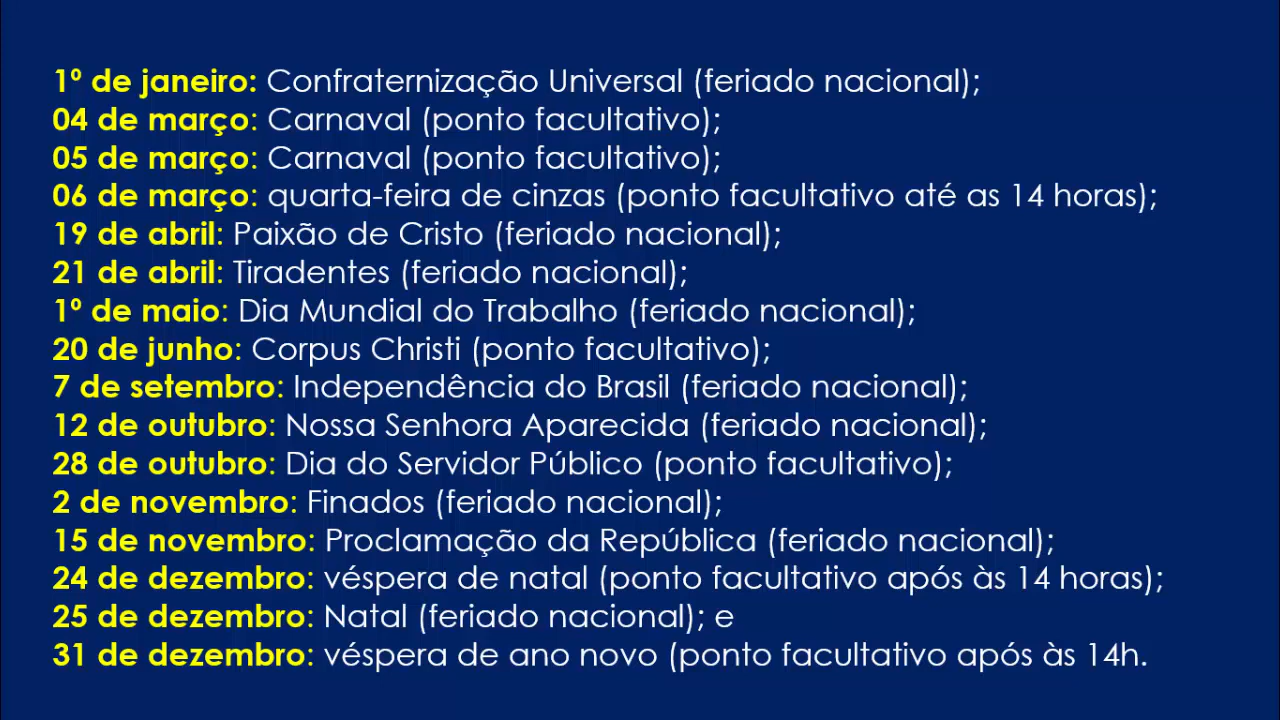 1º de janeiro: Confraternização Universal (feriado nacional);
04 de março: Carnaval (ponto facultativo);
05 de março: Carnaval (ponto facultativo);
06 de março: quarta-feira de cinzas (ponto facultativo até as 14 horas);
19 de abril: Paixão de Cristo (feriado nacional);
21 de abril: Tiradentes (feriado nacional);
1º de maio: Dia Mundial do Trabalho (feriado nacional);
20 de junho: Corpus Christi (ponto facultativo);
7 de setembro: Independência do Brasil (feriado nacional);
12 de outubro: Nossa Senhora Aparecida (feriado nacional);
28 de outubro: Dia do Servidor Público (ponto facultativo);
2 de novembro: Finados (feriado nacional);
15 de novembro: Proclamação da República (feriado nacional);
24 de dezembro: véspera de natal (ponto facultativo após às 14 horas);
25 de dezembro: Natal (feriado nacional); e
31 de dezembro: véspera de ano novo (ponto facultativo após às 14h.